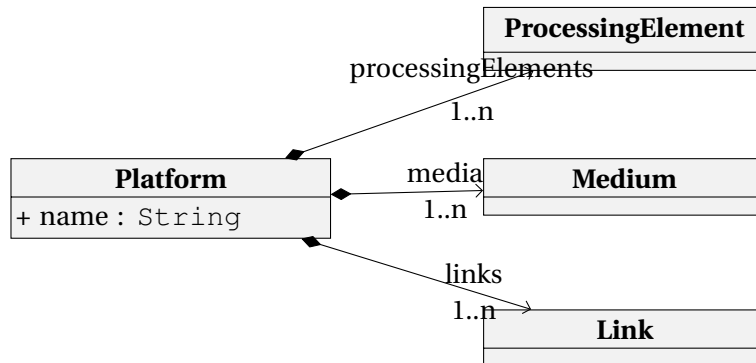 ProcessingElement
processingElements
1..n
Platform
+ name : String
media
1..n
Medium
links
1..n
Link